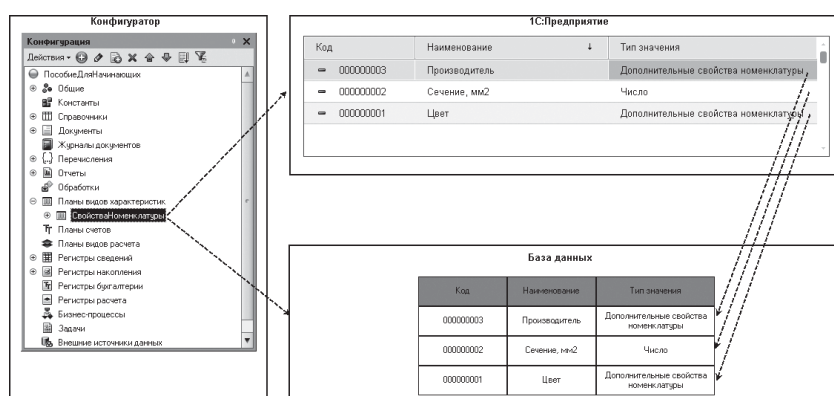 Конфигуратор
Конфигурация
Действия
ПособиеДляНачинающих
Общие
Константы
Справочники
Документы
Журналы документов
Перечисления
Отчеты
Обработки
Планы видов характеристик
СвойстваНоменклатуры
Планы счетов
Планы видов расчета
Регистры сведений
Регистры накопления
Регистры бухгалтерии
Регистры расчета
Бизнес-процессы
Задачи
Внешние источники данных
1С:Предприятие
Код Наименование ↓ Тип значения
000000003 Производитель Дополнительные свойства номенклатуры
000000002 Сечение, мм2 Число
000000001 Цвет Дополнительные свойства номенклатуры
База данных
Код Наименование Тип значения
000000003 Производитель Дополнительные свойства
номенклатуры
000000002 Сечение, мм2 Число
000000001 Цвет Дополнительные свойства
номенклатуры